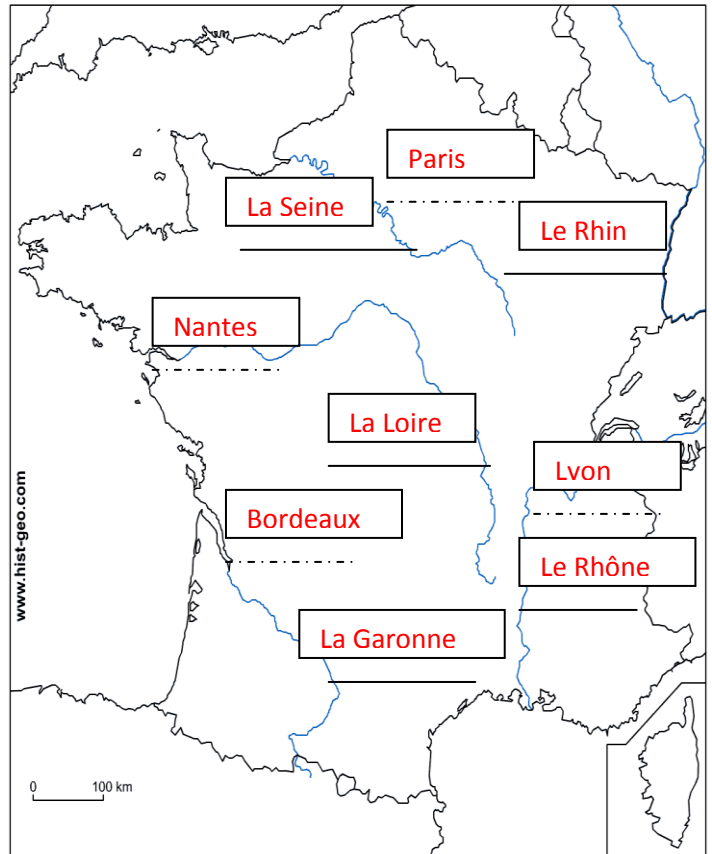 Paris
La Seine
Le Rhin
Nantes
La Loire
Lvon
Bordeaux
Le Rhône
La Garonne
www.hist-geo.com
0 100 km